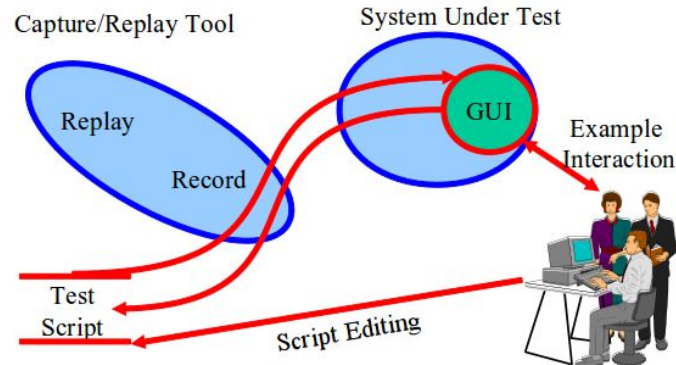 Capture/Replay Tool
System Under Test
Replay
Record
GUI
Example
Interaction
Test
Script
Script Editing